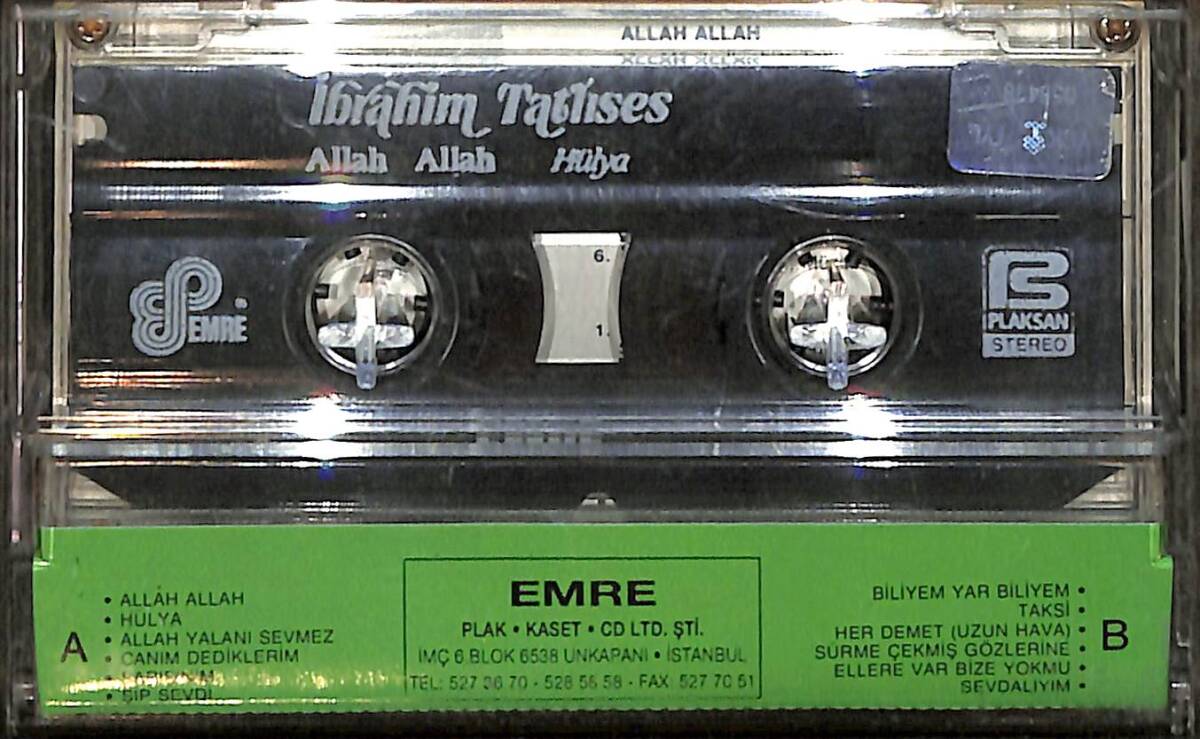 ALLAH ALLAH
İbrahim Tatlıses
Allah Allah Hülya
EMRE
6.
1.
PLAKSAN
STEREO
A
• ALLAH ALLAH
• HÜLYA
• ALLAH YALANI SEVMEZ
• CANIM DEDİKLERİM
• ŞIP SEVDİ
EMRE
PLAK • KASET • CD LTD. ŞTİ.
İMÇ 6.BLOK 6538 UNKAPANI • İSTANBUL
TEL: 527 36 70 - 528 56 58 - FAX: 527 70 51
BİLİYEM YAR BİLİYEM •
TAKSİ •
HER DEMET (UZUN HAVA) •
SÜRME ÇEKMİŞ GÖZLERİNE •
ELLERE VAR BİZE YOKMU •
SEVDALIYIM •
B